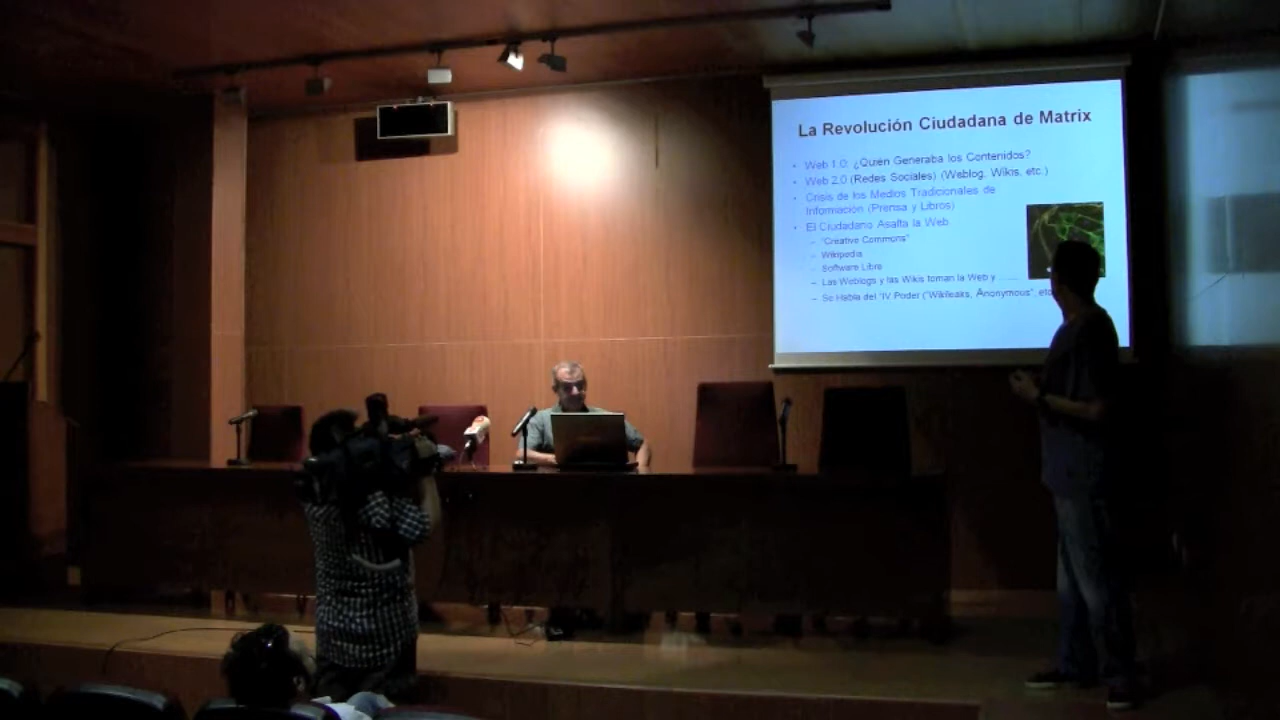 La Revolución Ciudadana de Matrix
• Web 1.0: ¿Quién Generaba los Contenidos?
• Web 2.0 (Redes Sociales) (Weblog, Wikis, etc.)
• Crisis de los Medios Tradicionales de
Información (Prensa y Libros)
• El Ciudadano Asalta la Web
– "Creative Commons"
– Wikipedia
– Software Libre
– Las Weblogs y las Wikis toman la Web y ......
– Se Habla del "IV Poder ("Wikileaks, Anonymous", etc